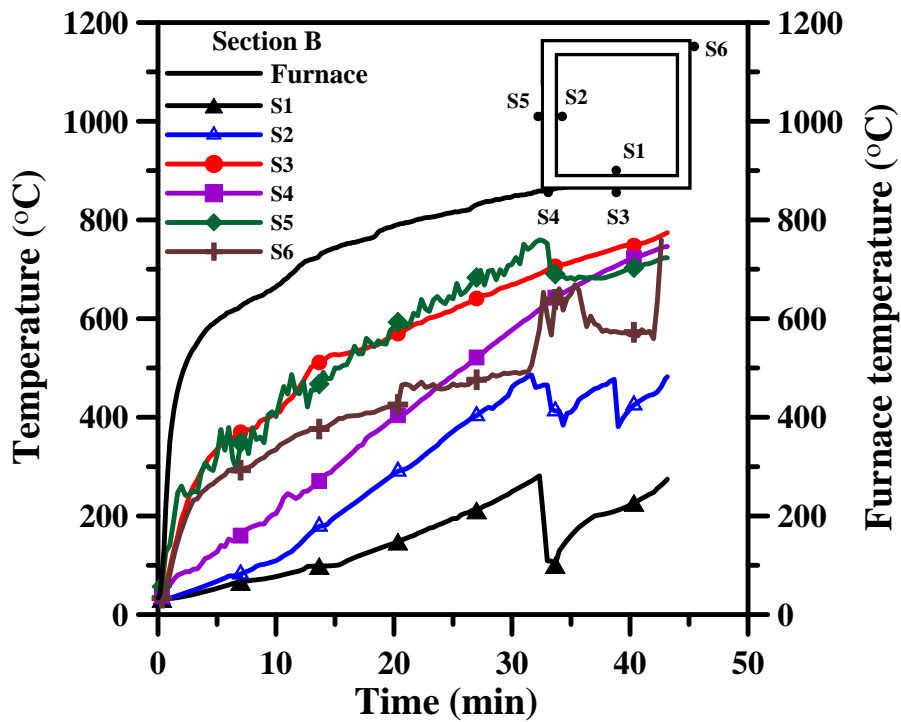 Section B
Furnace
S1
S2
S3
S4
S5
S6
S6
S5
S2
S1
S4
S3
1200
1000
800
600
400
200
0
1200
1000
800
600
400
200
0
0
10
20
30
40
50
Temperature (°C)
Furnace temperature (°C)
Time (min)